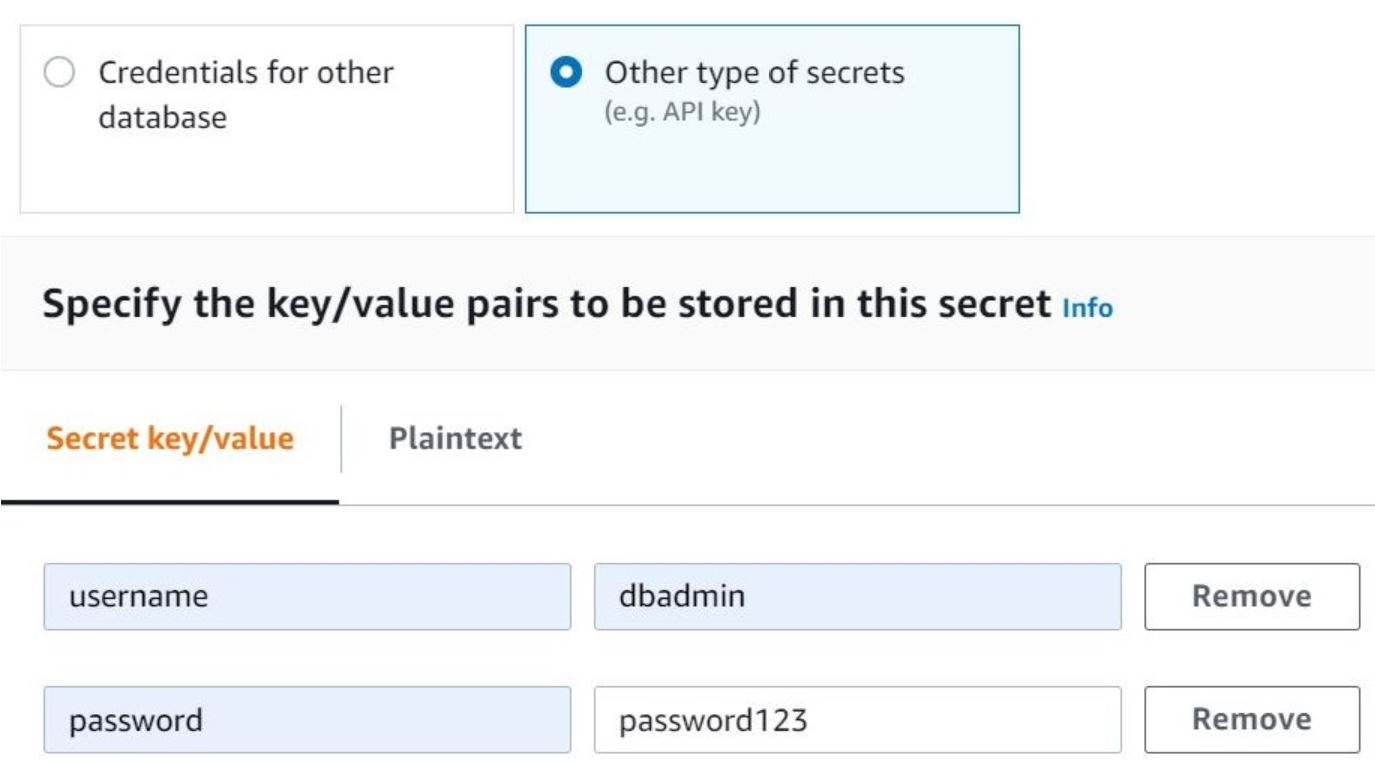 Credentials for other
database
Other type of secrets
(e.g. API key)
Specify the key/value pairs to be stored in this secret Info
Secret key/value
Plaintext
username dbadmin Remove
password password123 Remove